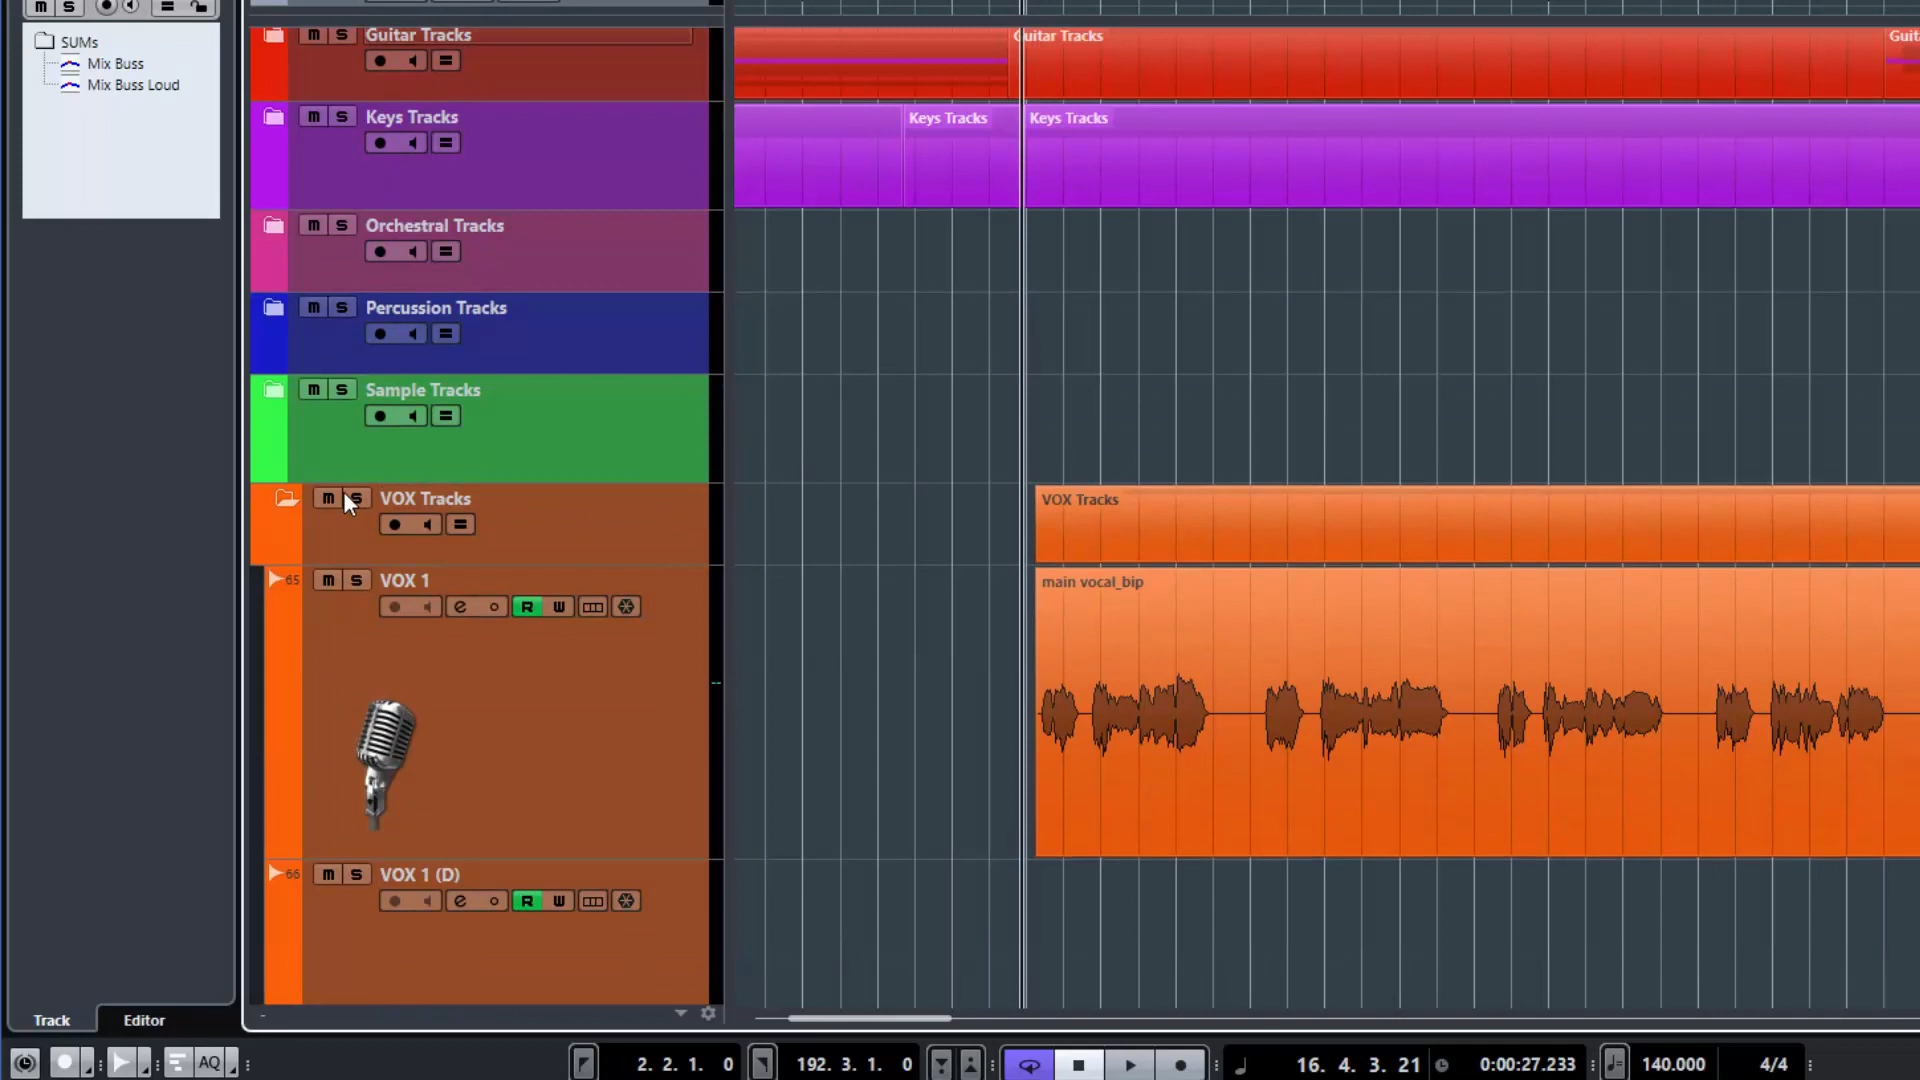 m S
SUMs
Mix Buss
Mix Buss Loud
m S Guitar Tracks
Guitar Tracks
Guit
m S Keys Tracks
Keys Tracks
Keys Tracks
m S Orchestral Tracks
m S Percussion Tracks
m S Sample Tracks
m S VOX Tracks
VOX Tracks
65 m S VOX 1
e R W
main vocal_bip
66 m S VOX 1 (D)
e R W
Track Editor
AQ
2. 2. 1. 0
192. 3. 1. 0
16. 4. 3. 21
0:00:27.233
140.000
4/4